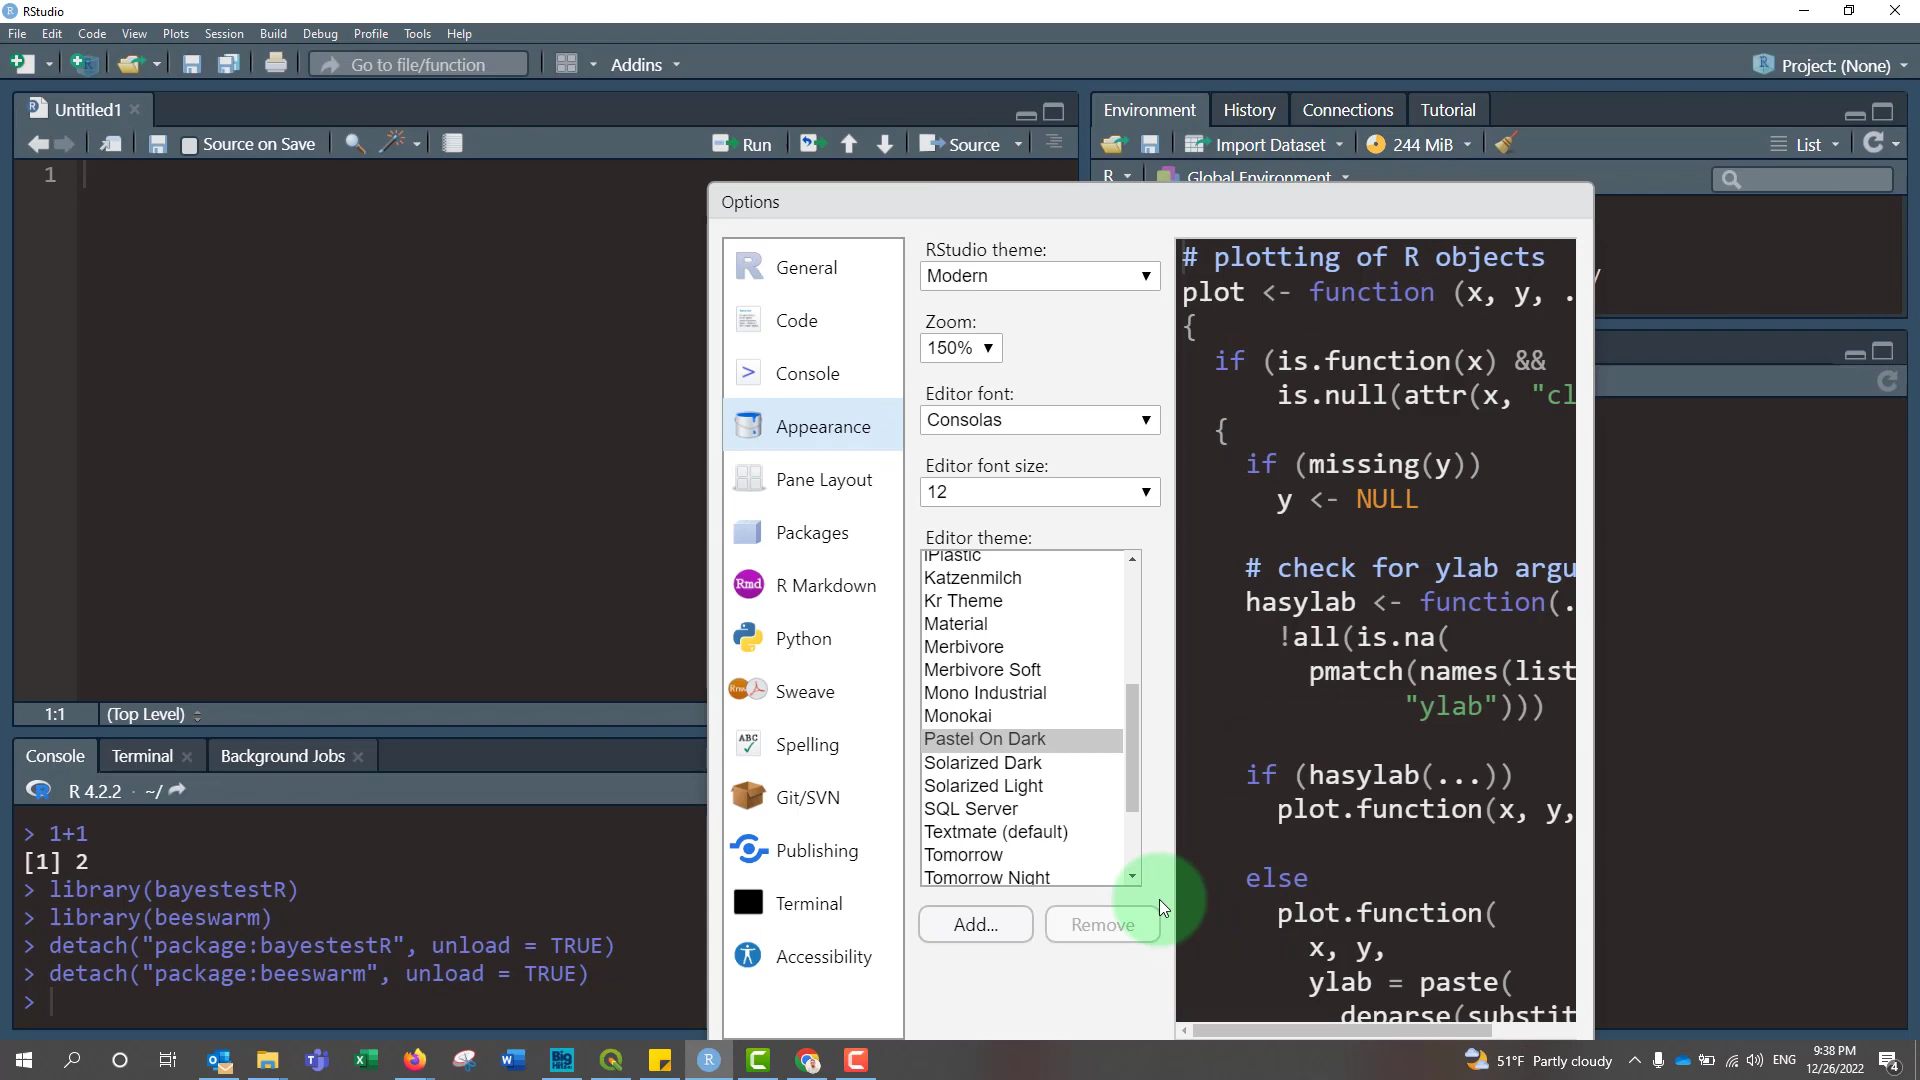 RStudio
File Edit Code View Plots Session Build Debug Profile Tools Help
Go to file/function Addins Project: (None)
Untitled1
Source on Save Run Source
1
1:1 (Top Level)
Console Terminal Background Jobs
R 4.2.2 · ~/
> 1+1
[1] 2
> library(bayestestR)
> library(beeswarm)
> detach("package:bayestestR", unload = TRUE)
> detach("package:beeswarm", unload = TRUE)
>
Environment History Connections Tutorial
Import Dataset 244 MiB List
R Global Environment
Options
General
Code
Console
Appearance
Pane Layout
Packages
Rmd R Markdown
Python
Sweave
ABC Spelling
Git/SVN
Publishing
Terminal
Accessibility
RStudio theme:
Modern
Zoom:
150%
Editor font:
Consolas
Editor font size:
12
Editor theme:
iPlastic
Katzenmilch
Kr Theme
Material
Merbivore
Merbivore Soft
Mono Industrial
Monokai
Pastel On Dark
Solarized Dark
Solarized Light
SQL Server
Textmate (default)
Tomorrow
Tomorrow Night
Add... Remove
# plotting of R objects
plot <- function (x, y, .
{
if (is.function(x) &&
is.null(attr(x, "cl
{
if (missing(y))
y <- NULL
# check for ylab argu
hasylab <- function(.
!all(is.na(
pmatch(names(list
"ylab")))
if (hasylab(...))
plot.function(x, y,
else
plot.function(
x, y,
ylab = paste(
deparse(substit
51°F Partly cloudy ENG 9:38 PM
12/26/2022 4